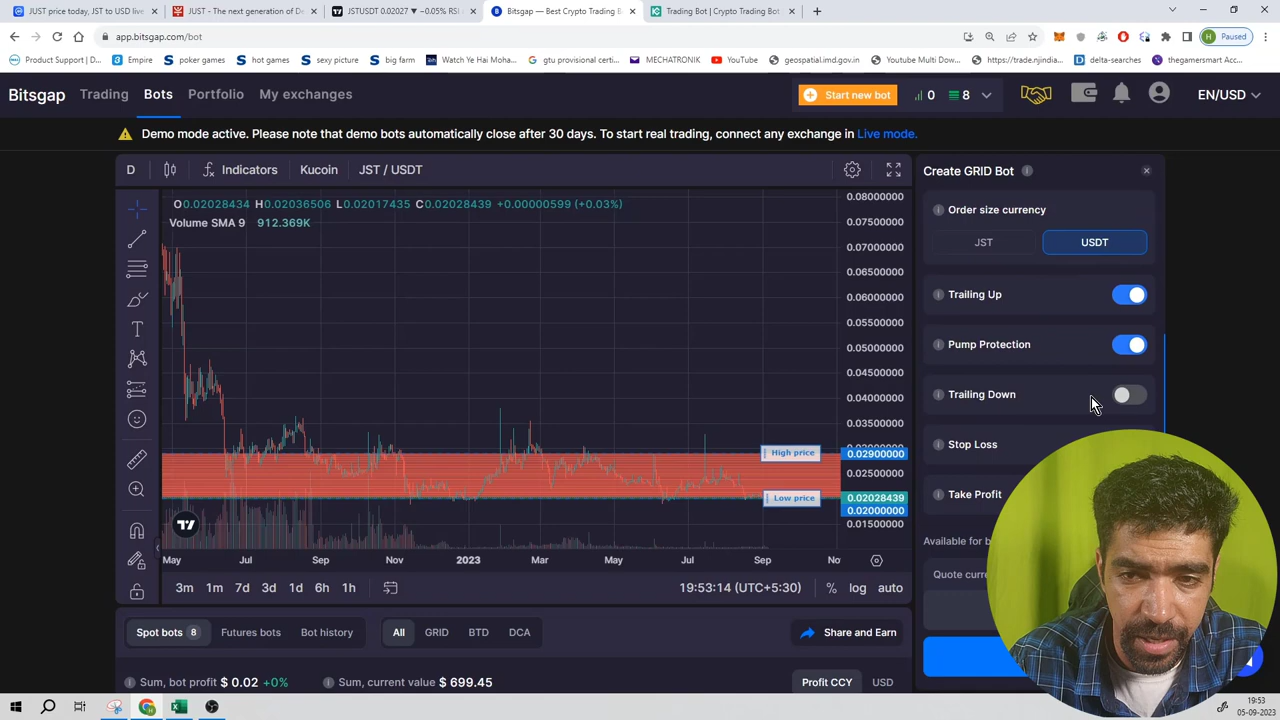 JUST price today, JST to USD live
JUST - The next generation of De
JSTUSDT 0.02027 ▼ −0.05% RSI
Bitsgap — Best Crypto Trading B
Trading Bot | Crypto Trading Bot
app.bitsgap.com/bot
Paused
Product Support | D...
Empire
poker games
hot games
sexy picture
big farm
Watch Ye Hai Moha...
gtu provisional certi...
MECHATRONIK
YouTube
geospatial.imd.gov.in
Youtube Multi Dow...
https://trade.njindia...
delta-searches
thegamersmart Acc...
Bitsgap
Trading
Bots
Portfolio
My exchanges
Start new bot
0
8
EN/USD
Demo mode active. Please note that demo bots automatically close after 30 days. To start real trading, connect any exchange in Live mode.
D
Indicators
Kucoin
JST / USDT
O0.02028434 H0.02036506 L0.02017435 C0.02028439 +0.00000599 (+0.03%)
Volume SMA 9 912.369K
0.08000000
0.07500000
0.07000000
0.06500000
0.06000000
0.05500000
0.05000000
0.04500000
0.04000000
0.03500000
High price
0.02900000
0.02500000
Low price
0.02028439
0.02000000
0.01500000
May
Jul
Sep
Nov
2023
Mar
May
Jul
Sep
No
3m
1m
7d
3d
1d
6h
1h
19:53:14 (UTC+5:30)
%
log
auto
Spot bots 8
Futures bots
Bot history
All
GRID
BTD
DCA
Share and Earn
Sum, bot profit $ 0.02 +0%
Sum, current value $ 699.45
Profit CCY
USD
Create GRID Bot
Order size currency
JST
USDT
Trailing Up
Pump Protection
Trailing Down
Stop Loss
Take Profit
Available for b
Quote curre
19:53
05-09-2023